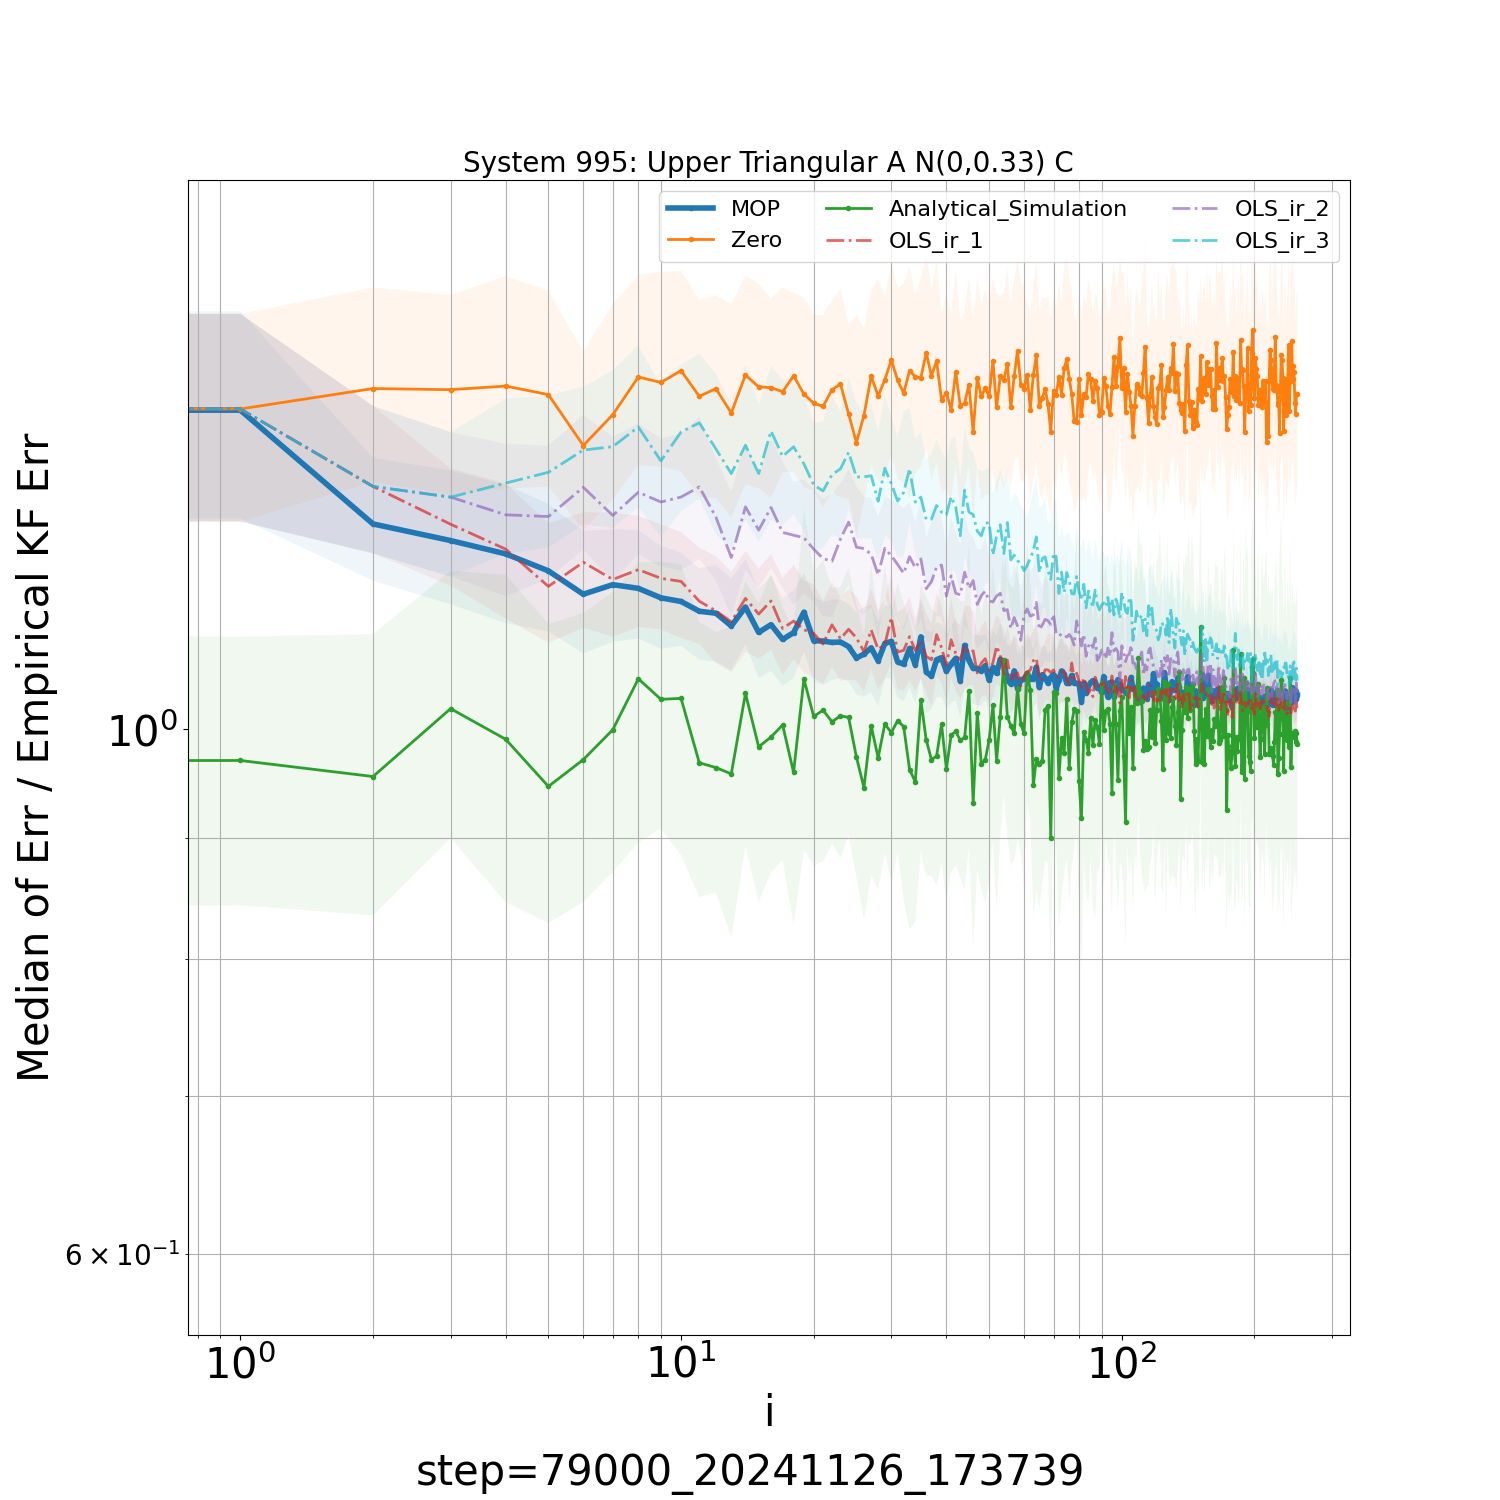 System 995: Upper Triangular A N(0,0.33) C
MOP
Zero
Analytical_Simulation
OLS_ir_1
OLS_ir_2
OLS_ir_3
Median of Err / Empirical KF Err
10⁰
6 × 10⁻¹
10⁰
10¹
10²
i
step=79000_20241126_173739